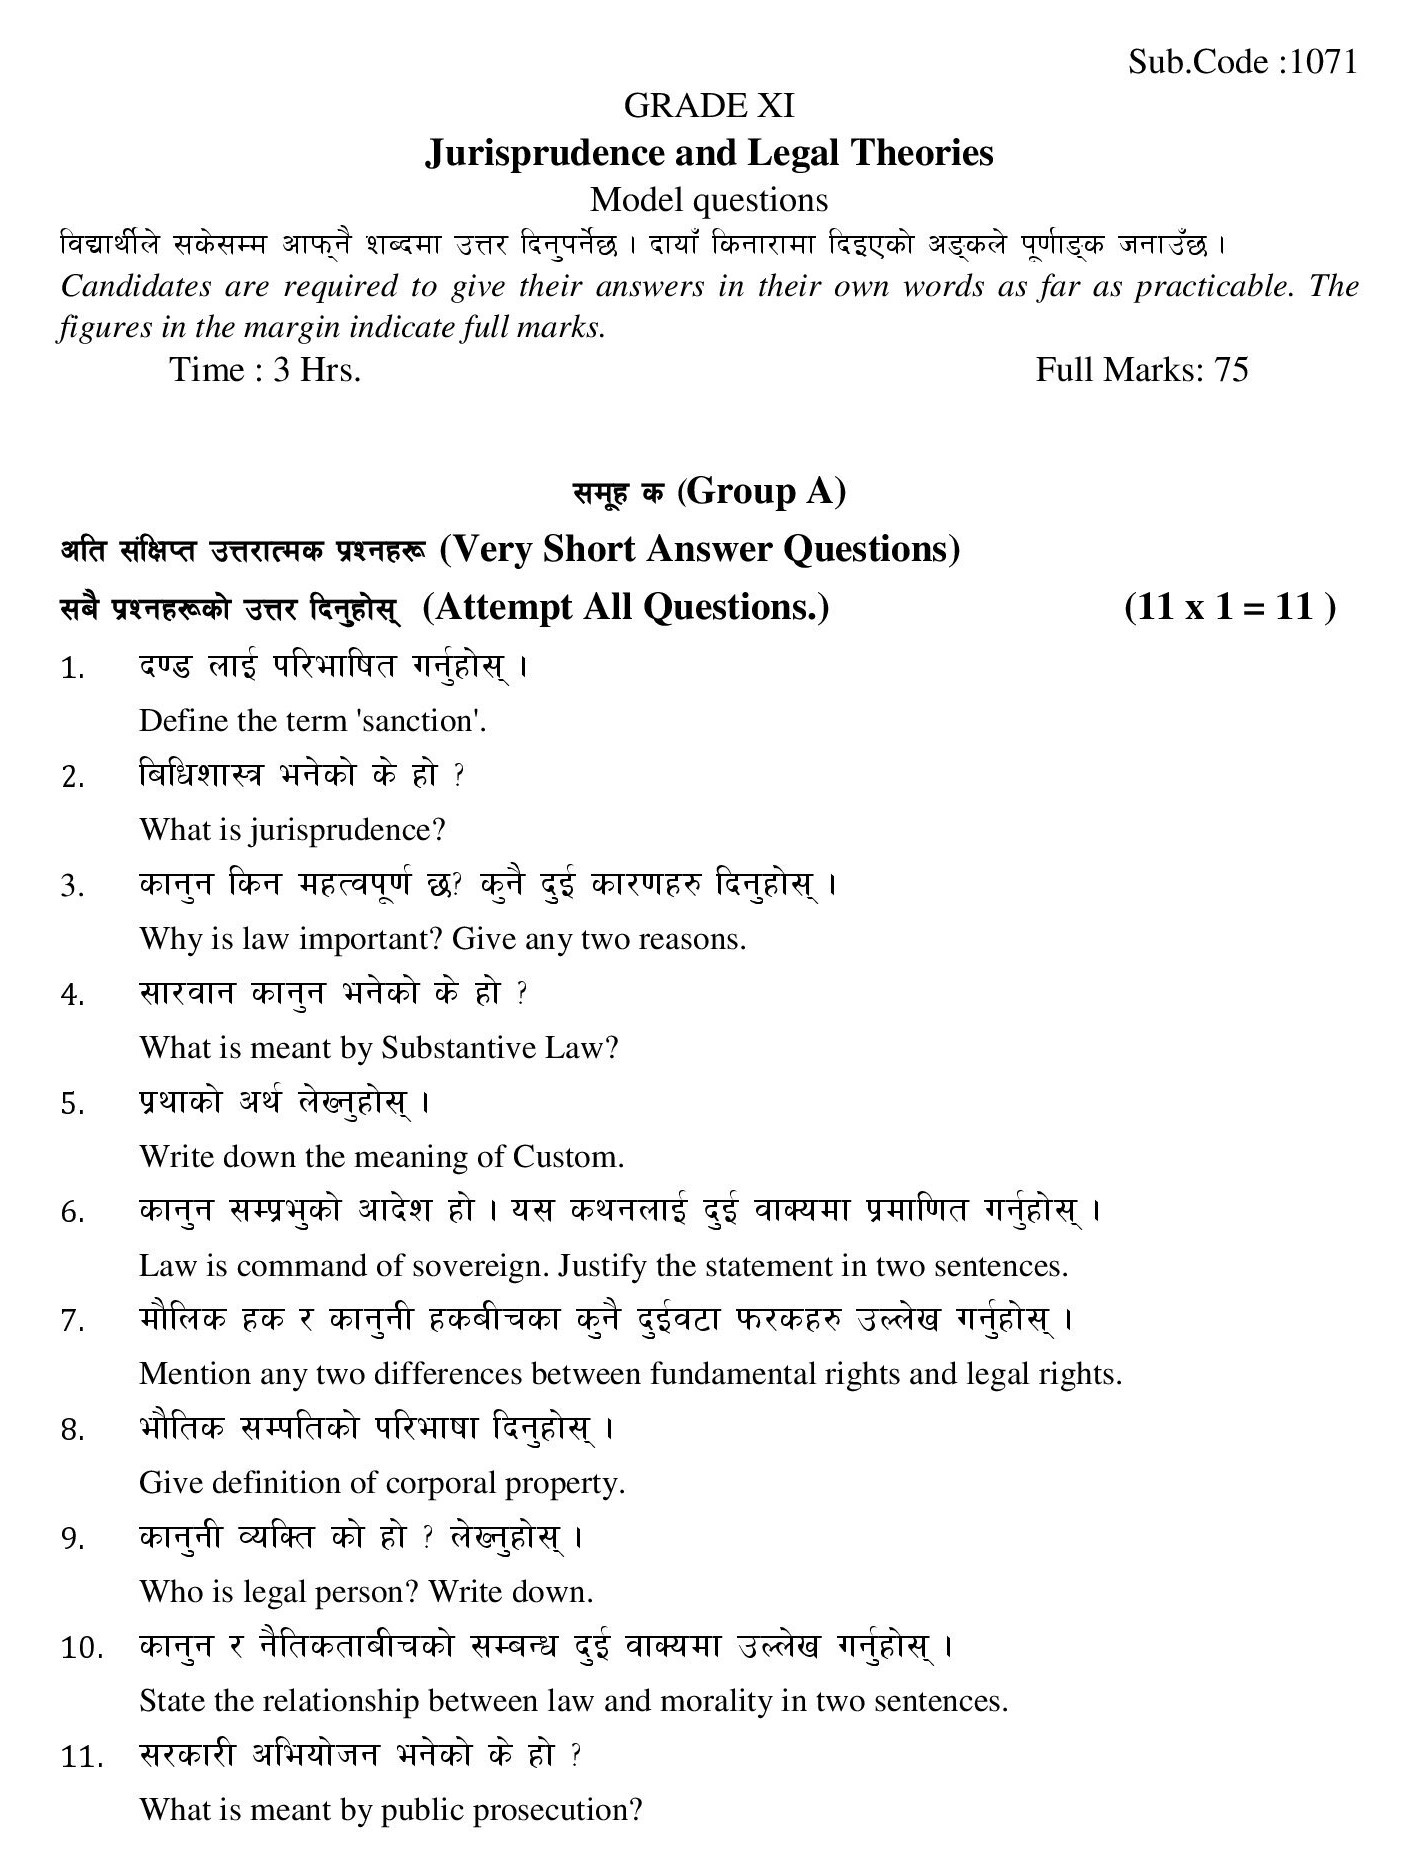 Sub.Code :1071
GRADE XI
Jurisprudence and Legal Theories
Model questions
विद्यार्थीले सकेसम्म आफ्नै शब्दमा उत्तर दिनुपर्नेछ । दायाँ किनारामा दिइएको अङ्कले पूर्णाङ्क जनाउँछ ।
Candidates are required to give their answers in their own words as far as practicable. The
figures in the margin indicate full marks.
Time : 3 Hrs. Full Marks: 75
समूह क (Group A)
अति संक्षिप्त उत्तरात्मक प्रश्नहरू (Very Short Answer Questions)
सबै प्रश्नहरूको उत्तर दिनुहोस् (Attempt All Questions.) (11 x 1 = 11 )
1. दण्ड लाई परिभाषित गर्नुहोस् ।
Define the term 'sanction'.
2. बिधिशास्त्र भनेको के हो ?
What is jurisprudence?
3. कानुन किन महत्वपूर्ण छ? कुनै दुई कारणहरु दिनुहोस् ।
Why is law important? Give any two reasons.
4. सारवान कानुन भनेको के हो ?
What is meant by Substantive Law?
5. प्रथाको अर्थ लेख्नुहोस् ।
Write down the meaning of Custom.
6. कानुन सम्प्रभुको आदेश हो । यस कथनलाई दुई वाक्यमा प्रमाणित गर्नुहोस् ।
Law is command of sovereign. Justify the statement in two sentences.
7. मौलिक हक र कानुनी हकबीचका कुनै दुईवटा फरकहरु उल्लेख गर्नुहोस् ।
Mention any two differences between fundamental rights and legal rights.
8. भौतिक सम्पतिको परिभाषा दिनुहोस् ।
Give definition of corporal property.
9. कानुनी व्यक्ति को हो ? लेख्नुहोस् ।
Who is legal person? Write down.
10. कानुन र नैतिकताबीचको सम्बन्ध दुई वाक्यमा उल्लेख गर्नुहोस् ।
State the relationship between law and morality in two sentences.
11. सरकारी अभियोजन भनेको के हो ?
What is meant by public prosecution?